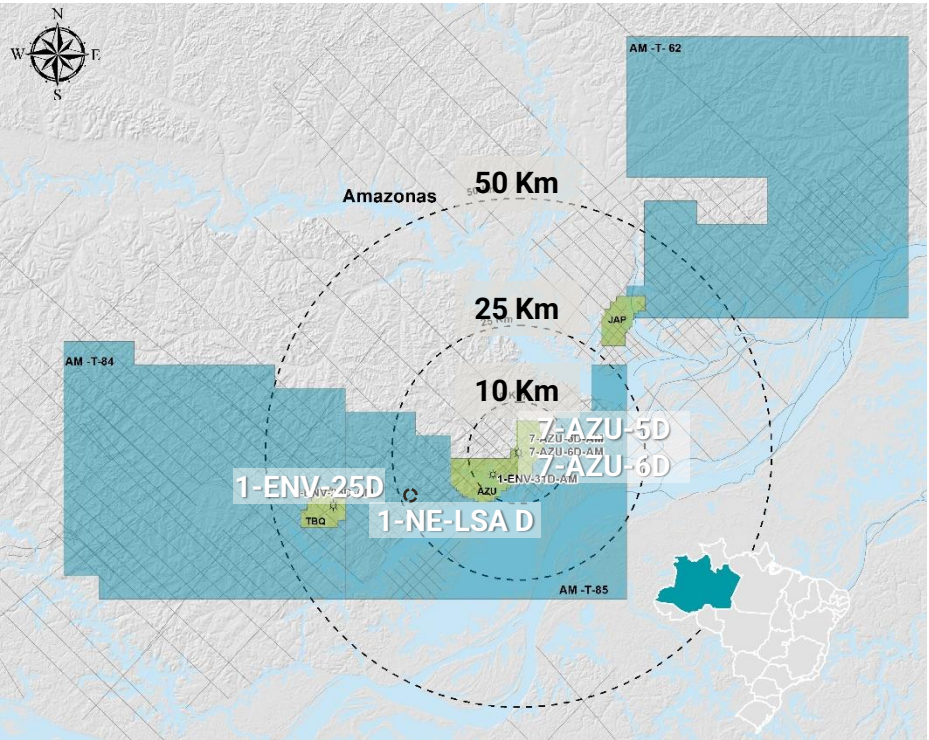 N
W E
S
AM -T- 62
50 Km
Amazonas
25 Km
JAP
AM -T-84
10 Km
7-AZU-5D
7-AZU-5D-AM
7-AZU-6D-AM
7-AZU-6D
1-ENV-31D-AM
1-ENV-25D
AZU
TBQ
1-NE-LSA D
AM -T-85